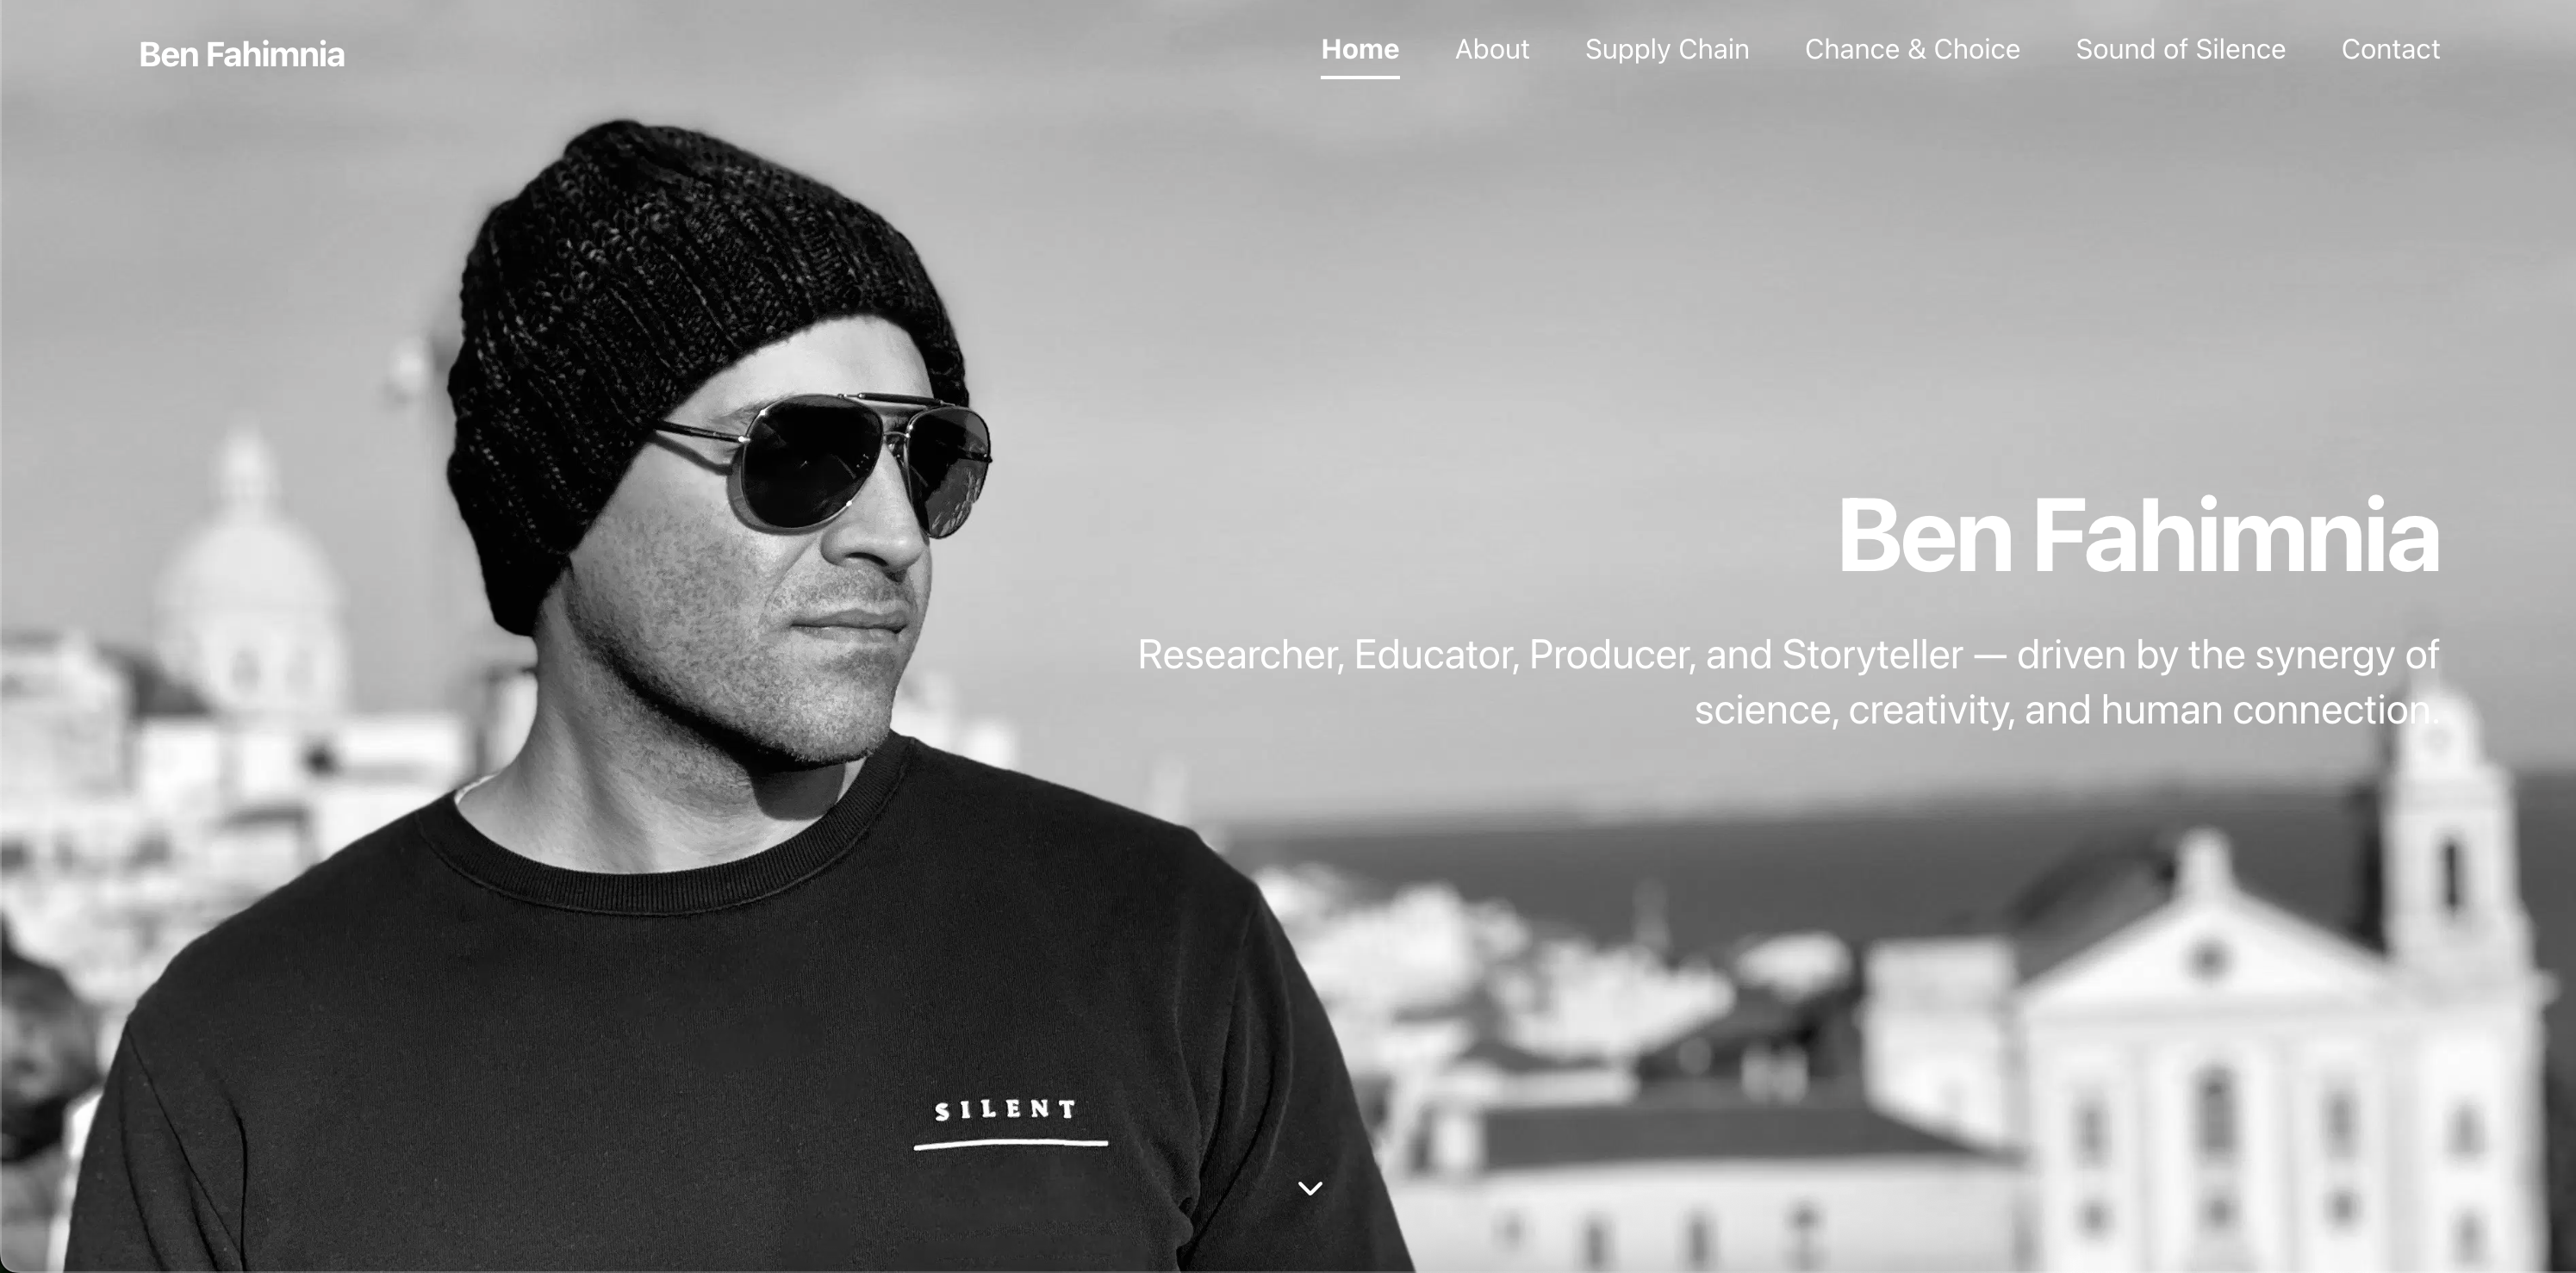 Ben Fahimnia
Home About Supply Chain Chance & Choice Sound of Silence Contact
Ben Fahimnia
Researcher, Educator, Producer, and Storyteller — driven by the synergy of
science, creativity, and human connection.
SILENT